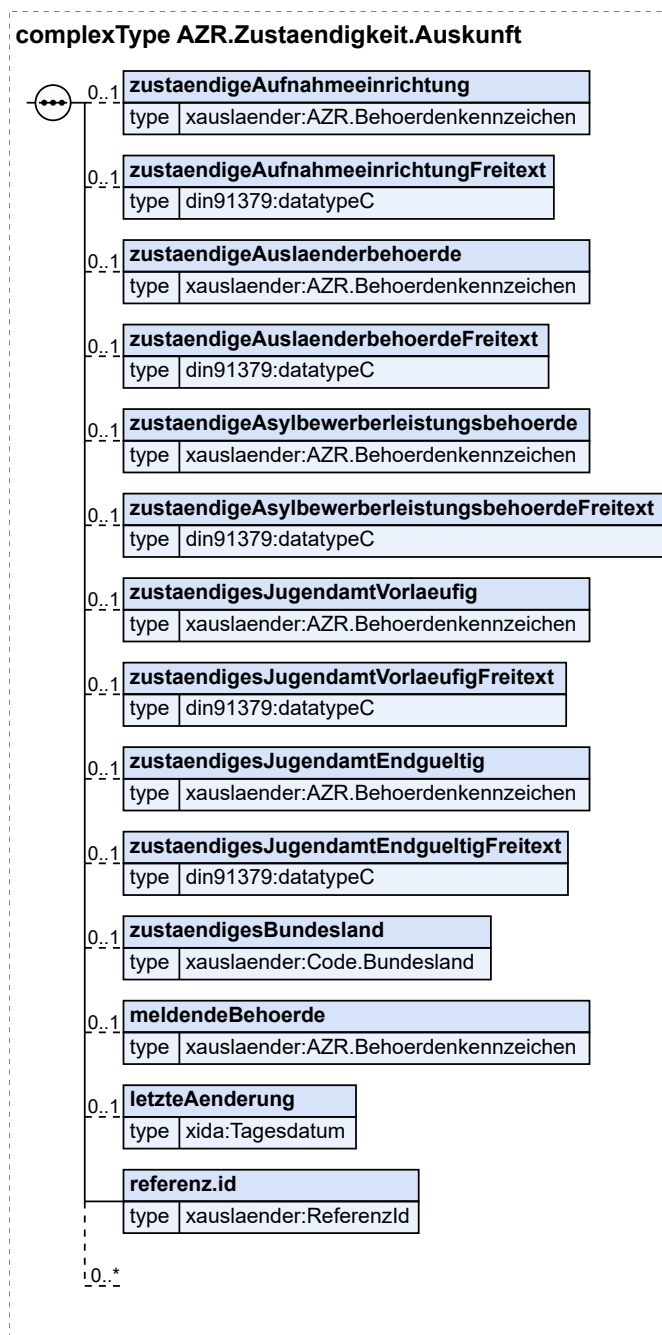 complexType AZR.Zustaendigkeit.Auskunft
0..1 zustaendigeAufnahmeeinrichtung
type xauslaender:AZR.Behoerdenkennzeichen
0..1 zustaendigeAufnahmeeinrichtungFreitext
type din91379:datatypeC
0..1 zustaendigeAuslaenderbehoerde
type xauslaender:AZR.Behoerdenkennzeichen
0..1 zustaendigeAuslaenderbehoerdeFreitext
type din91379:datatypeC
0..1 zustaendigeAsylbewerberleistungsbehoerde
type xauslaender:AZR.Behoerdenkennzeichen
0..1 zustaendigeAsylbewerberleistungsbehoerdeFreitext
type din91379:datatypeC
0..1 zustaendigesJugendamtVorlaeufig
type xauslaender:AZR.Behoerdenkennzeichen
0..1 zustaendigesJugendamtVorlaeufigFreitext
type din91379:datatypeC
0..1 zustaendigesJugendamtEndgueltig
type xauslaender:AZR.Behoerdenkennzeichen
0..1 zustaendigesJugendamtEndgueltigFreitext
type din91379:datatypeC
0..1 zustaendigesBundesland
type xauslaender:Code.Bundesland
0..1 meldendeBehoerde
type xauslaender:AZR.Behoerdenkennzeichen
0..1 letzteAenderung
type xida:Tagesdatum
referenz.id
type xauslaender:ReferenzId
0..*